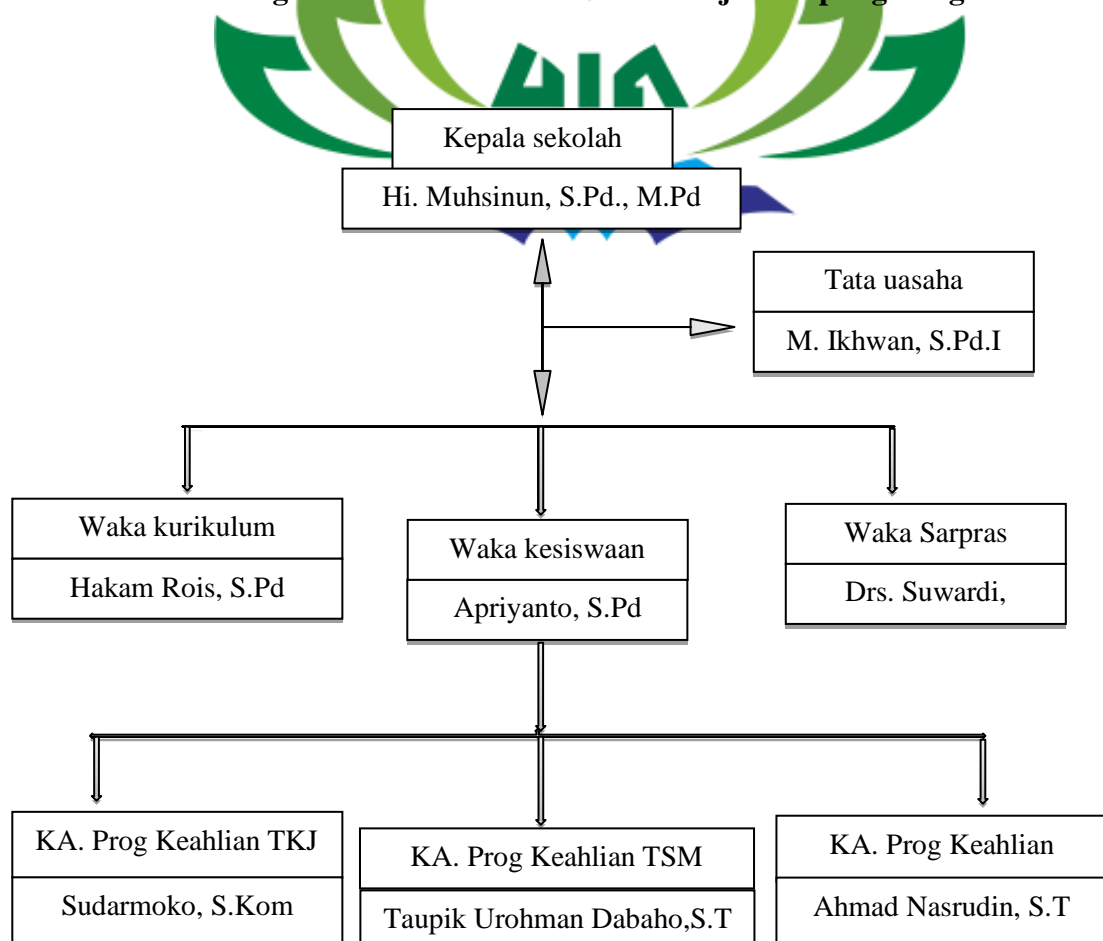 Kepala sekolah
Hi. Muhsinun, S.Pd., M.Pd
Tata uasaha
M. Ikhwan, S.Pd.I
Waka kurikulum
Hakam Rois, S.Pd
Waka kesiswaan
Apriyanto, S.Pd
Waka Sarpras
Drs. Suwardi,
KA. Prog Keahlian TKJ
Sudarmoko, S.Kom
KA. Prog Keahlian TSM
Taupik Urohman Dabaho,S.T
KA. Prog Keahlian
Ahmad Nasrudin, S.T